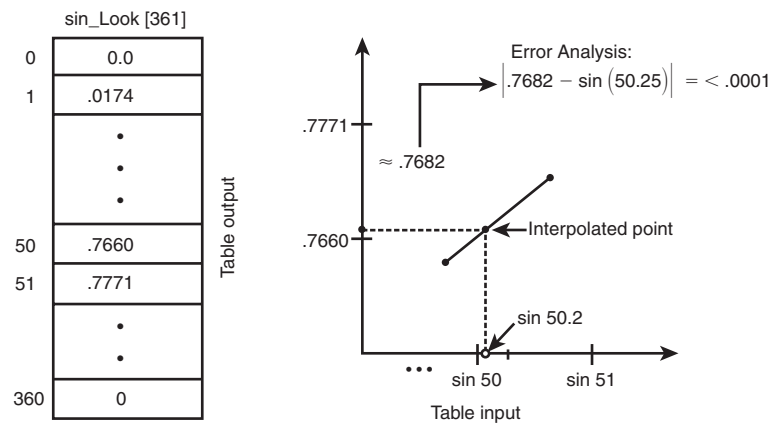 sin_Look [361]
0 0.0
1 .0174
50 .7660
51 .7771
360 0
Table output
Error Analysis:
|.7682 − sin (50.25)| = < .0001
.7771
≈ .7682
.7660
Interpolated point
sin 50.2
sin 50 sin 51
Table input